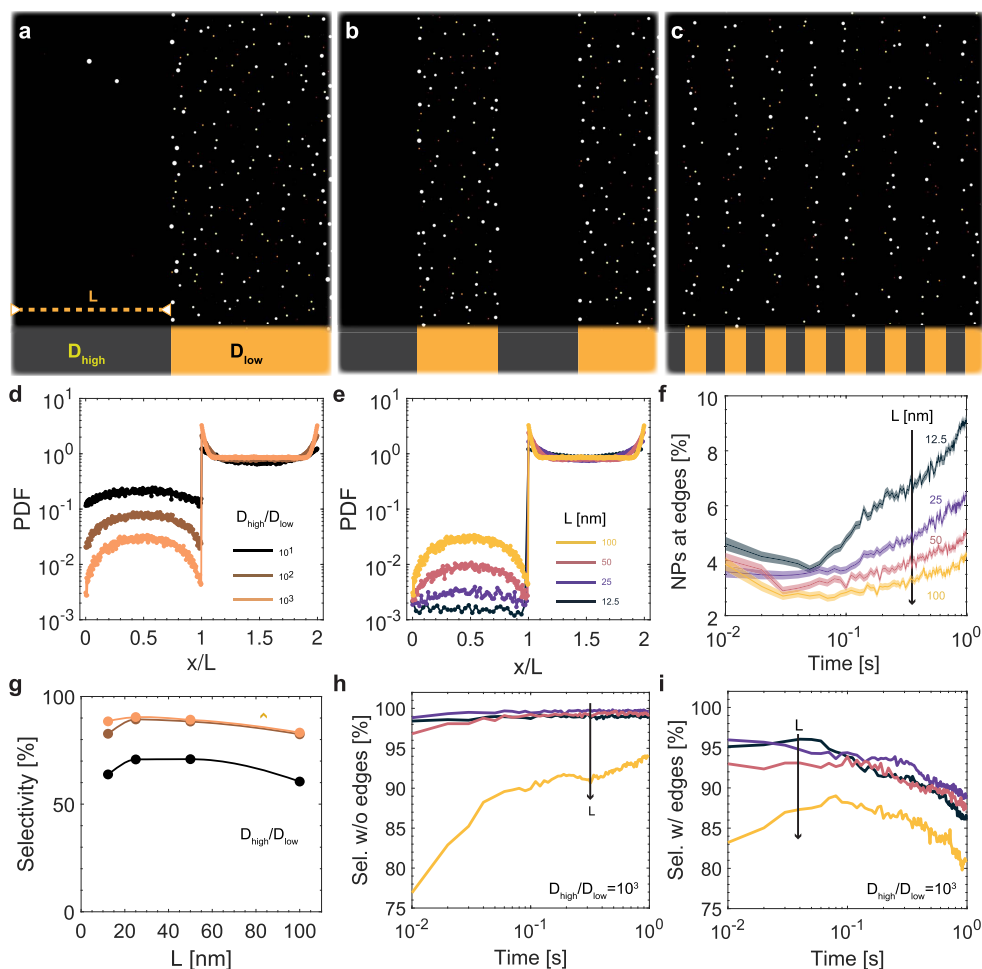 a
b
c
L
D_high
D_low
d
10^1
10^0
10^-1
10^-2
10^-3
PDF
D_high/D_low
10^1
10^2
10^3
0 0.5 1 1.5 2
x/L
e
10^1
10^0
10^-1
10^-2
10^-3
PDF
L [nm]
100
50
25
12.5
0 0.5 1 1.5 2
x/L
f
10
8
6
4
2
NPs at edges [%]
L [nm]
12.5
25
50
100
10^-2 10^-1 10^0
Time [s]
g
100
50
0
Selectivity [%]
D_high/D_low
0 20 40 60 80 100
L [nm]
h
100
95
90
85
80
75
Sel. w/o edges [%]
L
D_high/D_low=10^3
10^-2 10^-1 10^0
Time [s]
i
100
95
90
85
80
75
Sel. w/ edges [%]
L
D_high/D_low=10^3
10^-2 10^-1 10^0
Time [s]